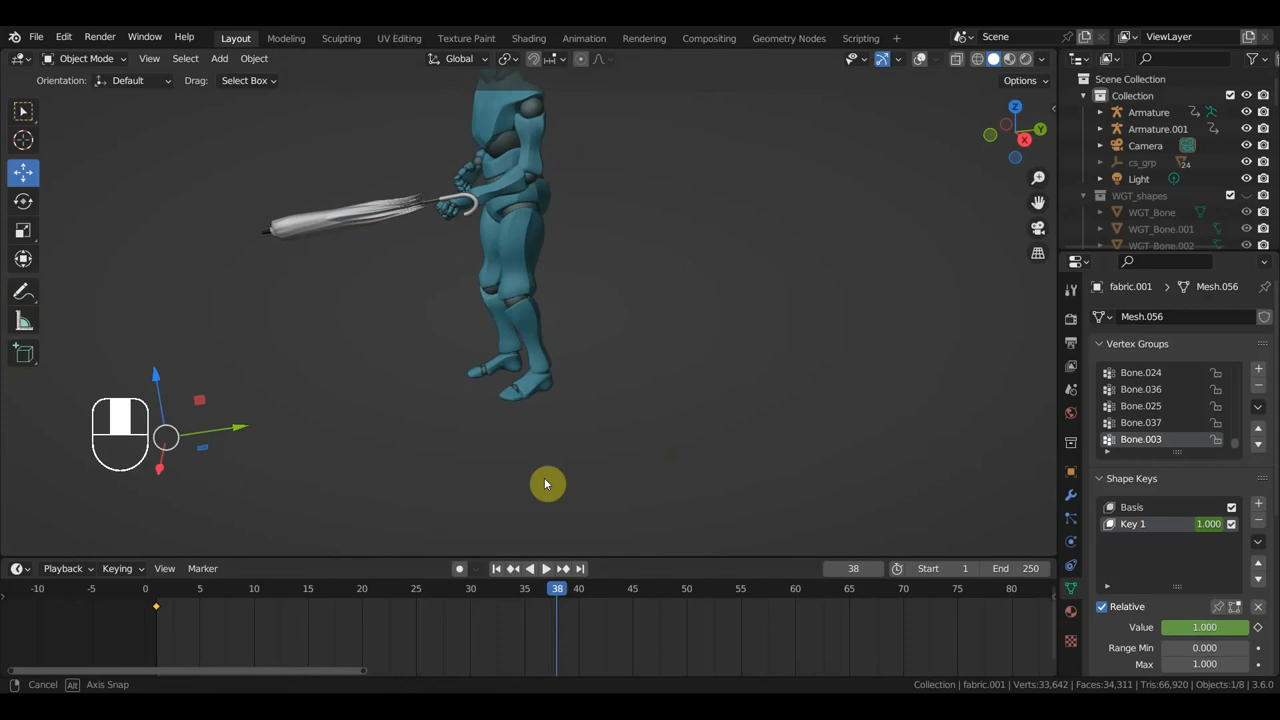 File Edit Render Window Help Layout Modeling Sculpting UV Editing Texture Paint Shading Animation Rendering Compositing Geometry Nodes Scripting + Scene ViewLayer
Object Mode View Select Add Object Global
Orientation: Default Drag: Select Box Options
Scene Collection
Collection
Armature
Armature.001
Camera
cs_grp 24
Light
WGT_shapes
WGT_Bone
WGT_Bone.001
WGT_Bone.002
Z
Y
X
fabric.001 > Mesh.056
Mesh.056
Vertex Groups
Bone.024
Bone.036
Bone.025
Bone.037
Bone.003
Shape Keys
Basis
Key 1 1.000
Relative
Value 1.000
Range Min 0.000
Max 1.000
Playback Keying View Marker 38 Start 1 End 250
-10 -5 0 5 10 15 20 25 30 35 38 40 45 50 55 60 65 70 75 80
Cancel Alt Axis Snap Collection | fabric.001 | Verts:33,642 | Faces:34,311 | Tris:66,920 | Objects:1/8 | 3.6.0